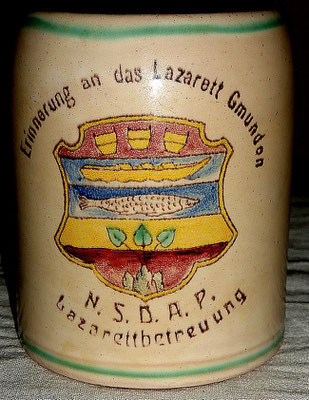 Erinnerung an das Lazarett Gmunden
N. S. D. A. P.
Lazarettbetreuung